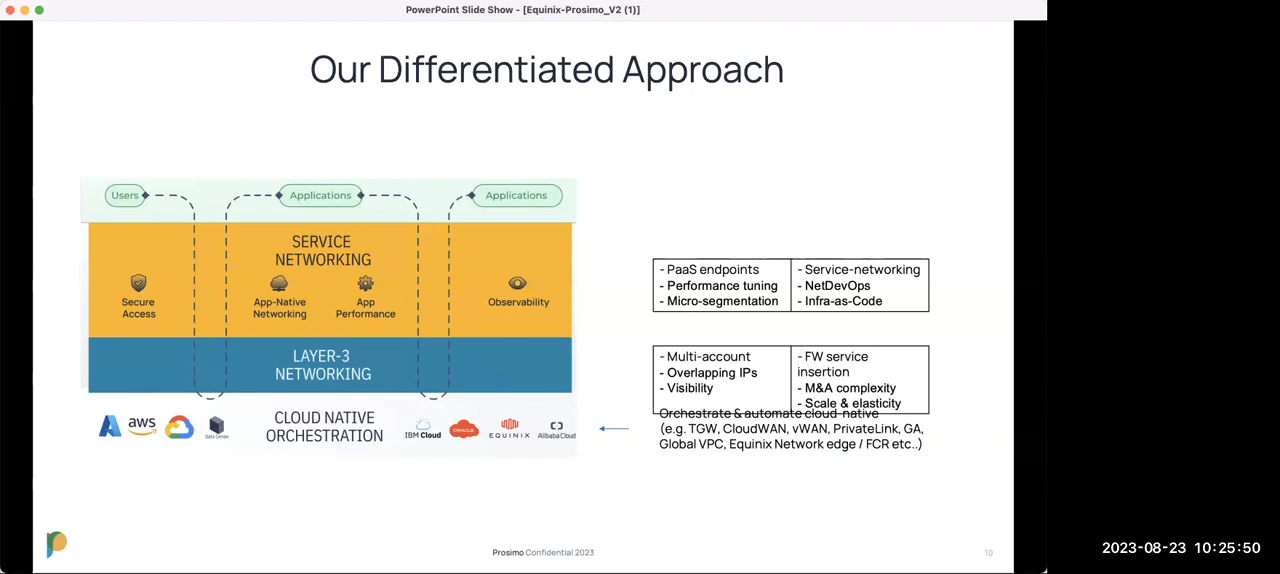 PowerPoint Slide Show - [Equinix-Prosimo_V2 (1)]
Our Differentiated Approach
Users
Applications
Applications
SERVICE
NETWORKING
Secure
Access
App-Native
Networking
App
Performance
Observability
LAYER-3
NETWORKING
aws
Data Center
CLOUD NATIVE
ORCHESTRATION
IBM Cloud
ORACLE
EQUINIX
Alibaba Cloud
- PaaS endpoints
- Performance tuning
- Micro-segmentation
- Service-networking
- NetDevOps
- Infra-as-Code
- Multi-account
- Overlapping IPs
- Visibility
- FW service
insertion
- M&A complexity
- Scale & elasticity
Orchestrate & automate cloud-native
(e.g. TGW, CloudWAN, vWAN, PrivateLink, GA,
Global VPC, Equinix Network edge / FCR etc..)
Prosimo Confidential 2023
10
2023-08-23 10:25:50